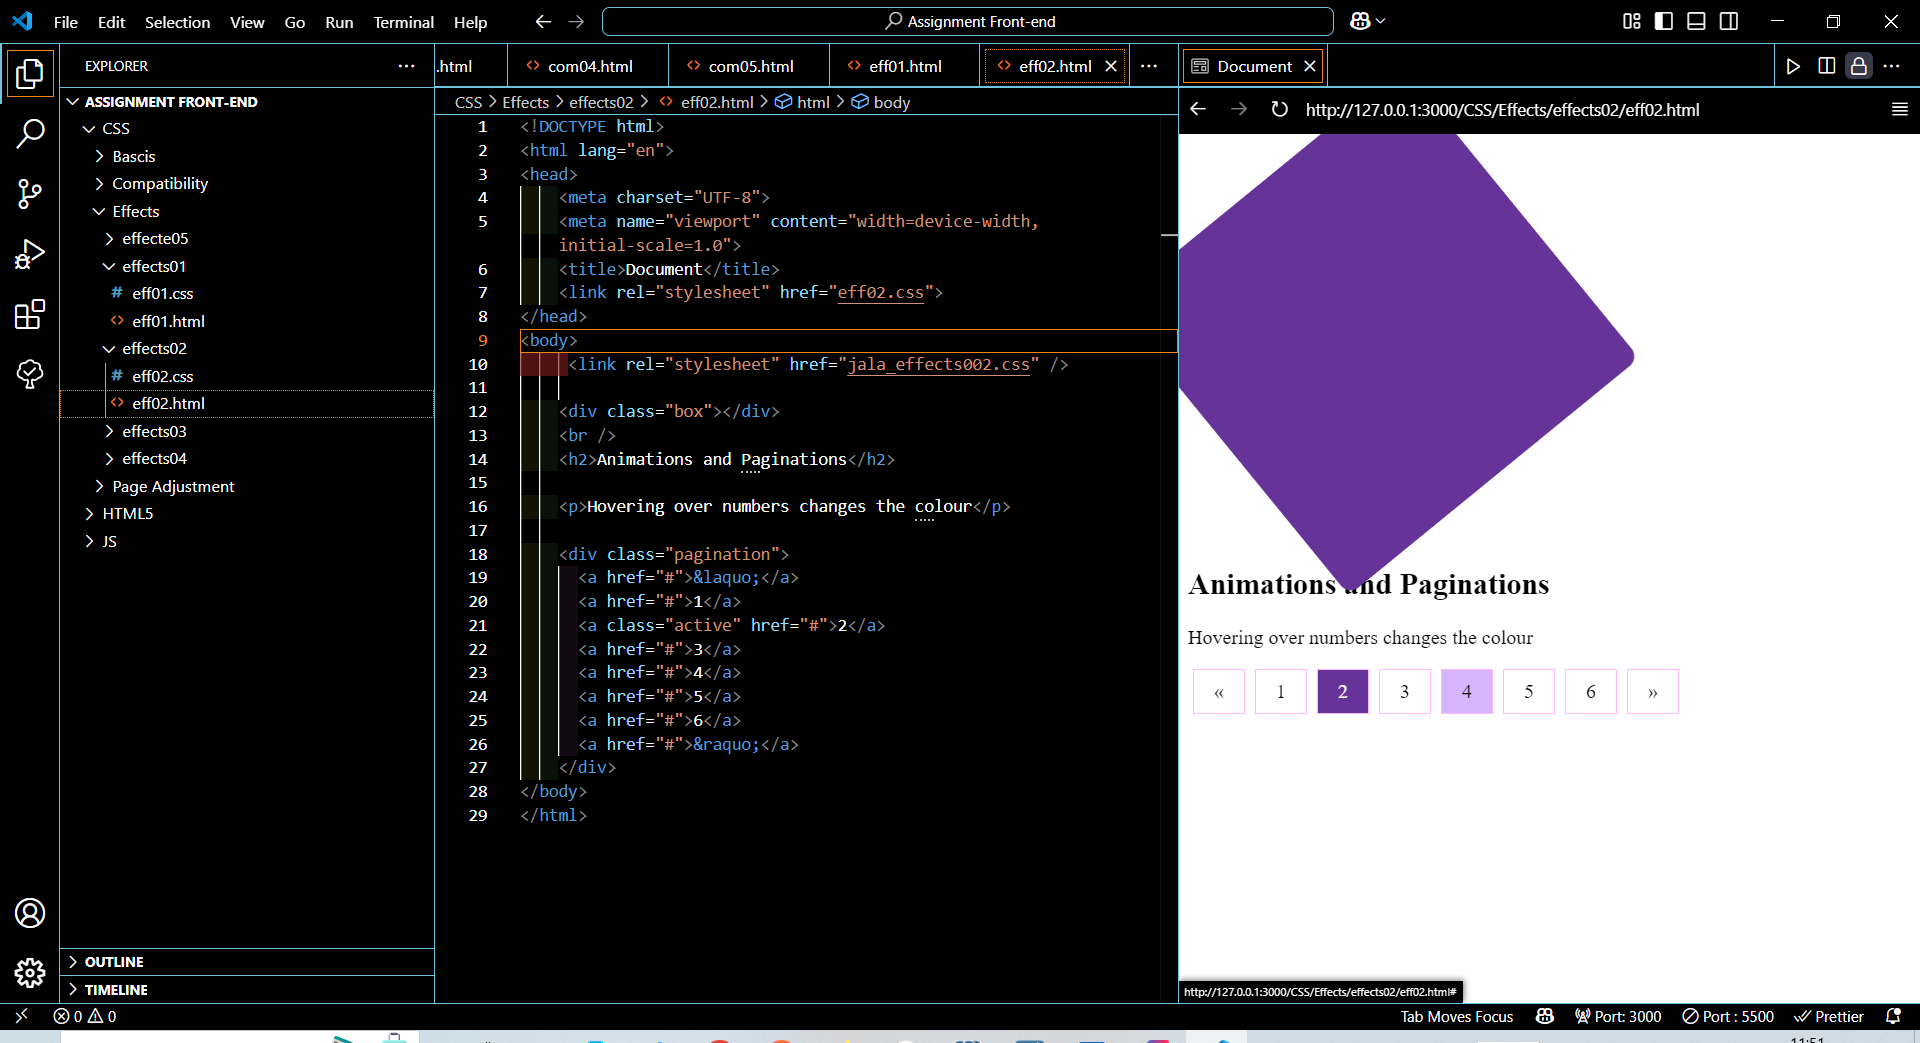 File Edit Selection View Go Run Terminal Help
Assignment Front-end
EXPLORER
ASSIGNMENT FRONT-END
CSS
Bascis
Compatibility
Effects
effecte05
effects01
# eff01.css
<> eff01.html
effects02
# eff02.css
<> eff02.html
effects03
effects04
Page Adjustment
HTML5
JS
OUTLINE
TIMELINE
.html <> com04.html <> com05.html <> eff01.html <> eff02.html
CSS > Effects > effects02 > <> eff02.html > html > body
1 <!DOCTYPE html>
2 <html lang="en">
3 <head>
4 <meta charset="UTF-8">
5 <meta name="viewport" content="width=device-width,
initial-scale=1.0">
6 <title>Document</title>
7 <link rel="stylesheet" href="eff02.css">
8 </head>
9 <body>
10 <link rel="stylesheet" href="jala_effects002.css" />
11
12 <div class="box"></div>
13 <br />
14 <h2>Animations and Paginations</h2>
15
16 <p>Hovering over numbers changes the colour</p>
17
18 <div class="pagination">
19 <a href="#">&laquo;</a>
20 <a href="#">1</a>
21 <a class="active" href="#">2</a>
22 <a href="#">3</a>
23 <a href="#">4</a>
24 <a href="#">5</a>
25 <a href="#">6</a>
26 <a href="#">&raquo;</a>
27 </div>
28 </body>
29 </html>
Document
http://127.0.0.1:3000/CSS/Effects/effects02/eff02.html
Animations and Paginations
Hovering over numbers changes the colour
« 1 2 3 4 5 6 »
http://127.0.0.1:3000/CSS/Effects/effects02/eff02.html#
0 0
Tab Moves Focus Port: 3000 Port : 5500 Prettier
11:51